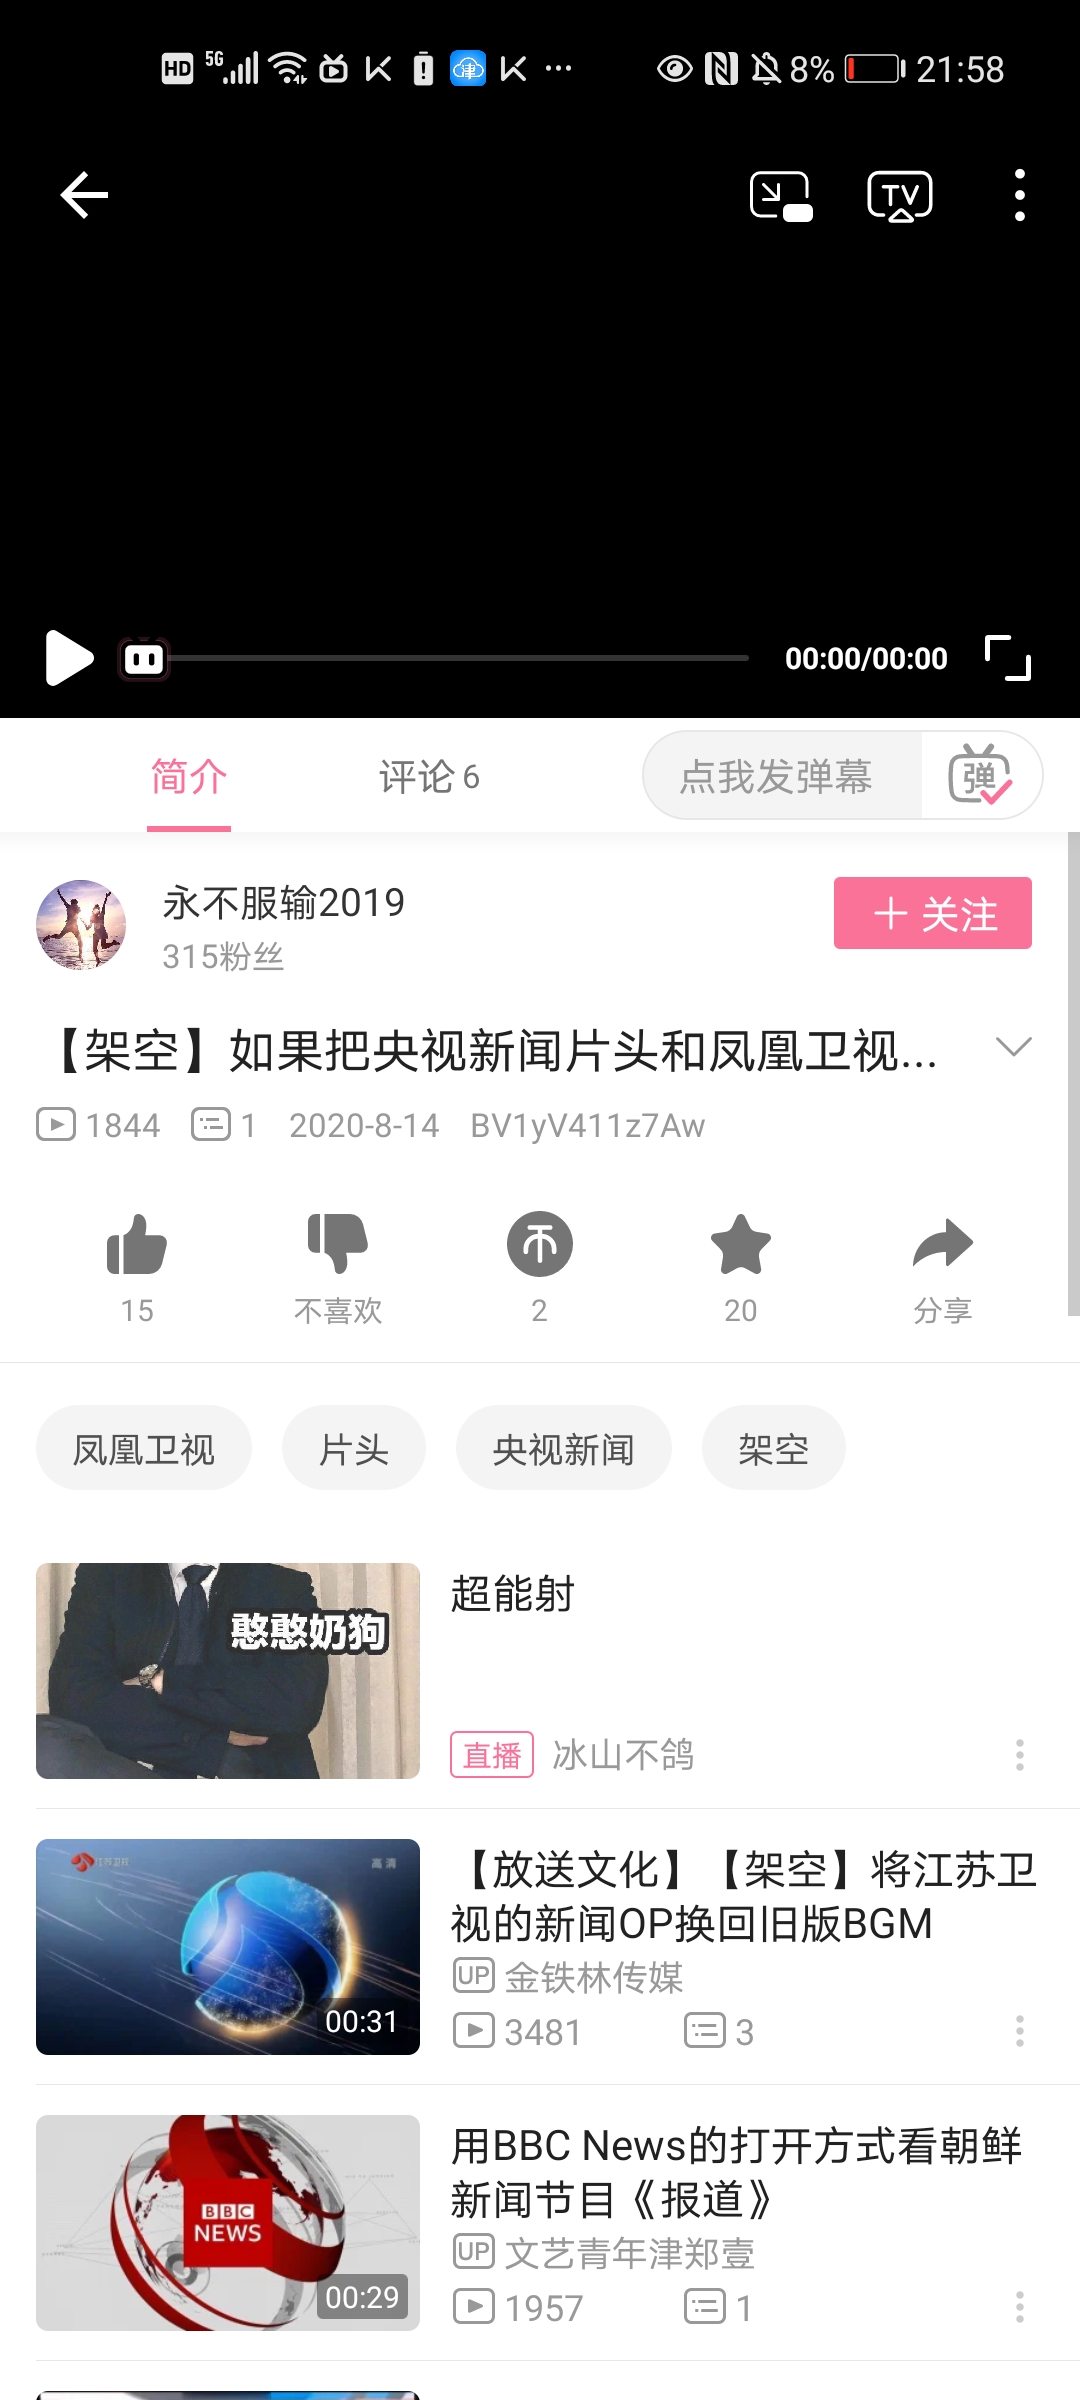 HD 5G 津 8% 21:58
TV
00:00/00:00
简介 评论 6 点我发弹幕 弹
永不服输2019
315粉丝
+ 关注
【架空】如果把央视新闻片头和凤凰卫视...
1844 1 2020-8-14 BV1yV411z7Aw
15 不喜欢 2 20 分享
凤凰卫视 片头 央视新闻 架空
憨憨奶狗
超能射
直播 冰山不鸽
江苏卫视 高清
00:31
【放送文化】【架空】将江苏卫
视的新闻OP换回旧版BGM
UP 金铁林传媒
3481 3
BBC
NEWS
00:29
用BBC News的打开方式看朝鲜
新闻节目《报道》
UP 文艺青年津郑壹
1957 1